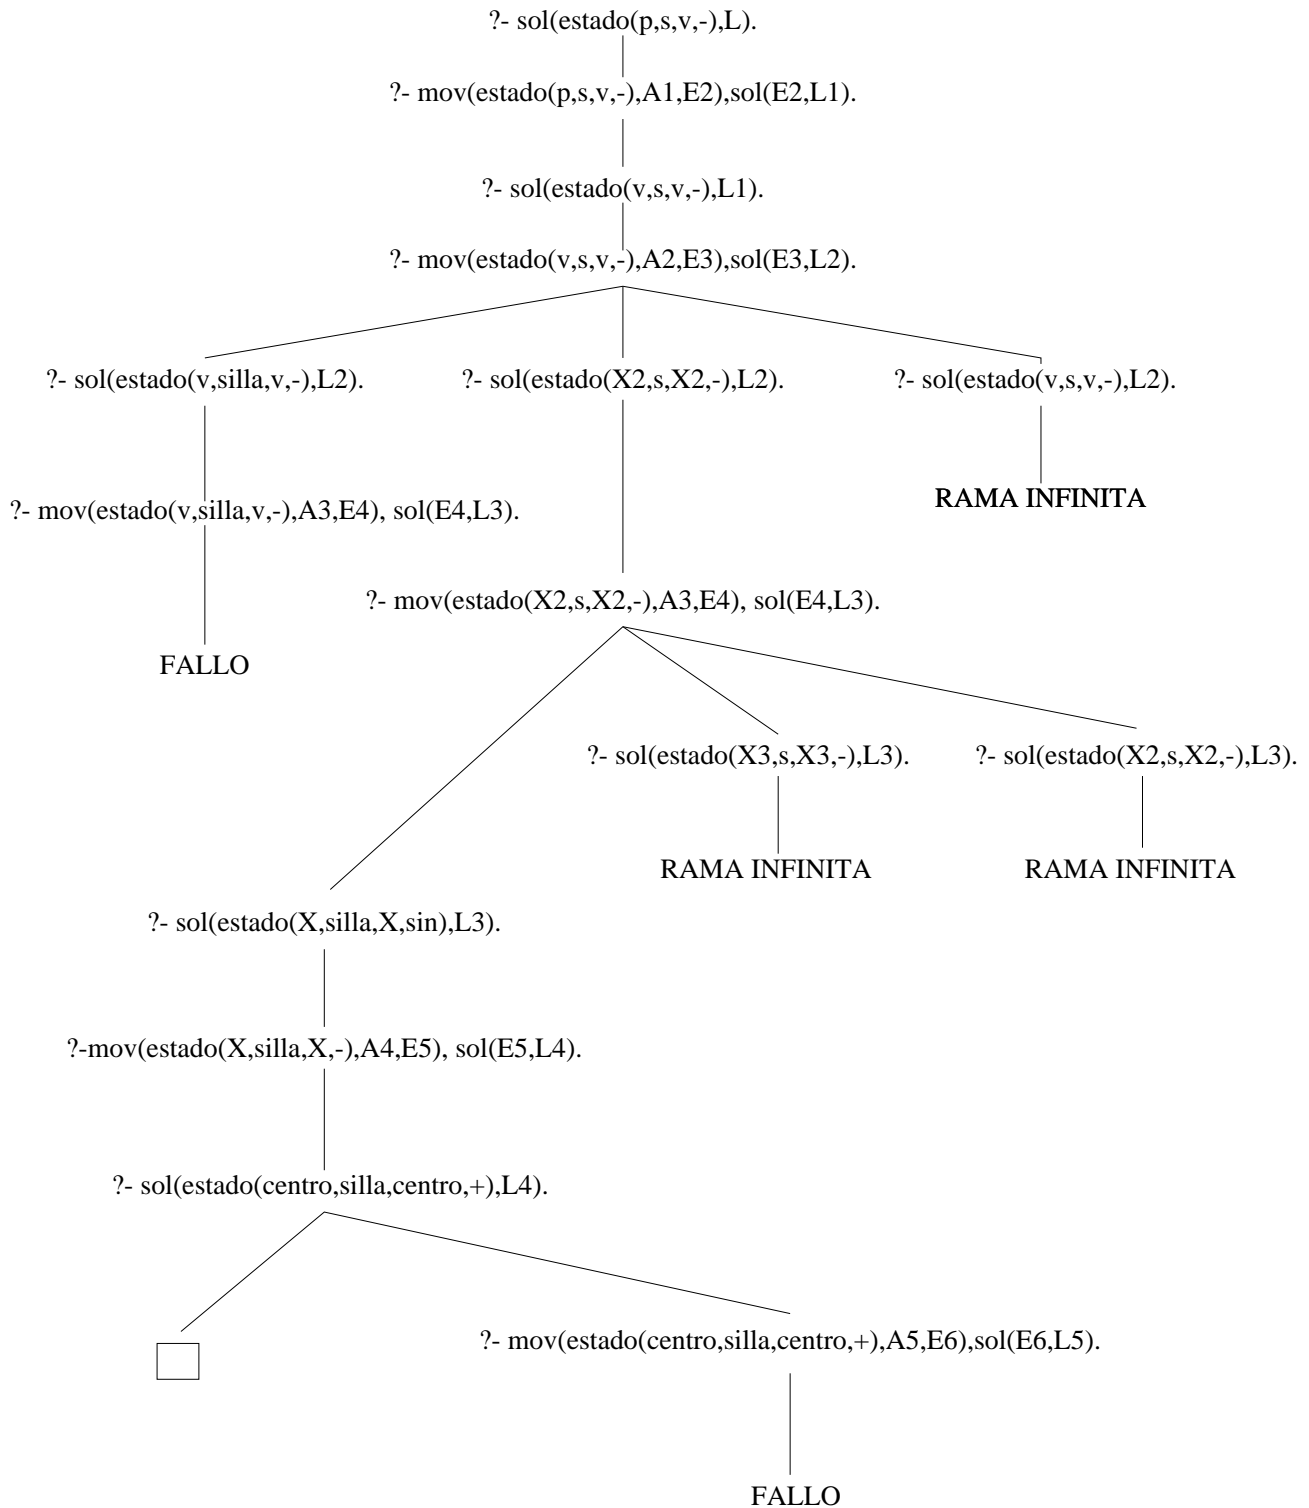 ?- sol(estado(p,s,v,-),L).
?- mov(estado(p,s,v,-),A1,E2),sol(E2,L1).
?- sol(estado(v,s,v,-),L1).
?- mov(estado(v,s,v,-),A2,E3),sol(E3,L2).
?- sol(estado(v,silla,v,-),L2).
?- sol(estado(X2,s,X2,-),L2).
?- sol(estado(v,s,v,-),L2).
?- mov(estado(v,silla,v,-),A3,E4), sol(E4,L3).
RAMA INFINITA
?- mov(estado(X2,s,X2,-),A3,E4), sol(E4,L3).
FALLO
?- sol(estado(X3,s,X3,-),L3).
?- sol(estado(X2,s,X2,-),L3).
RAMA INFINITA
RAMA INFINITA
?- sol(estado(X,silla,X,sin),L3).
?-mov(estado(X,silla,X,-),A4,E5), sol(E5,L4).
?- sol(estado(centro,silla,centro,+),L4).
?- mov(estado(centro,silla,centro,+),A5,E6),sol(E6,L5).
FALLO